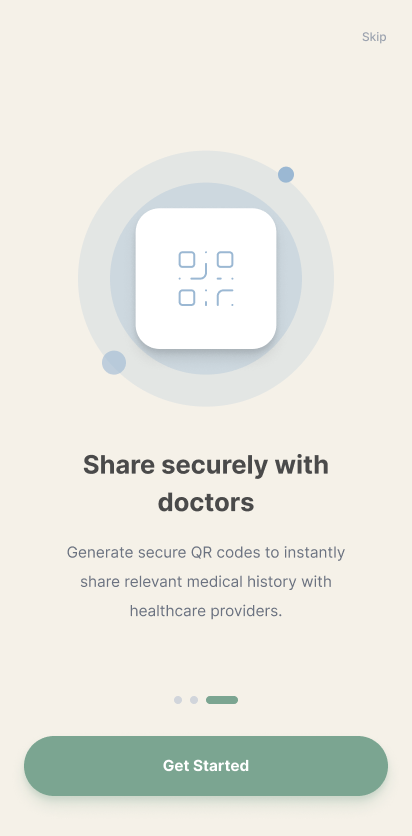 Skip
Share securely with
doctors
Generate secure QR codes to instantly
share relevant medical history with
healthcare providers.
Get Started